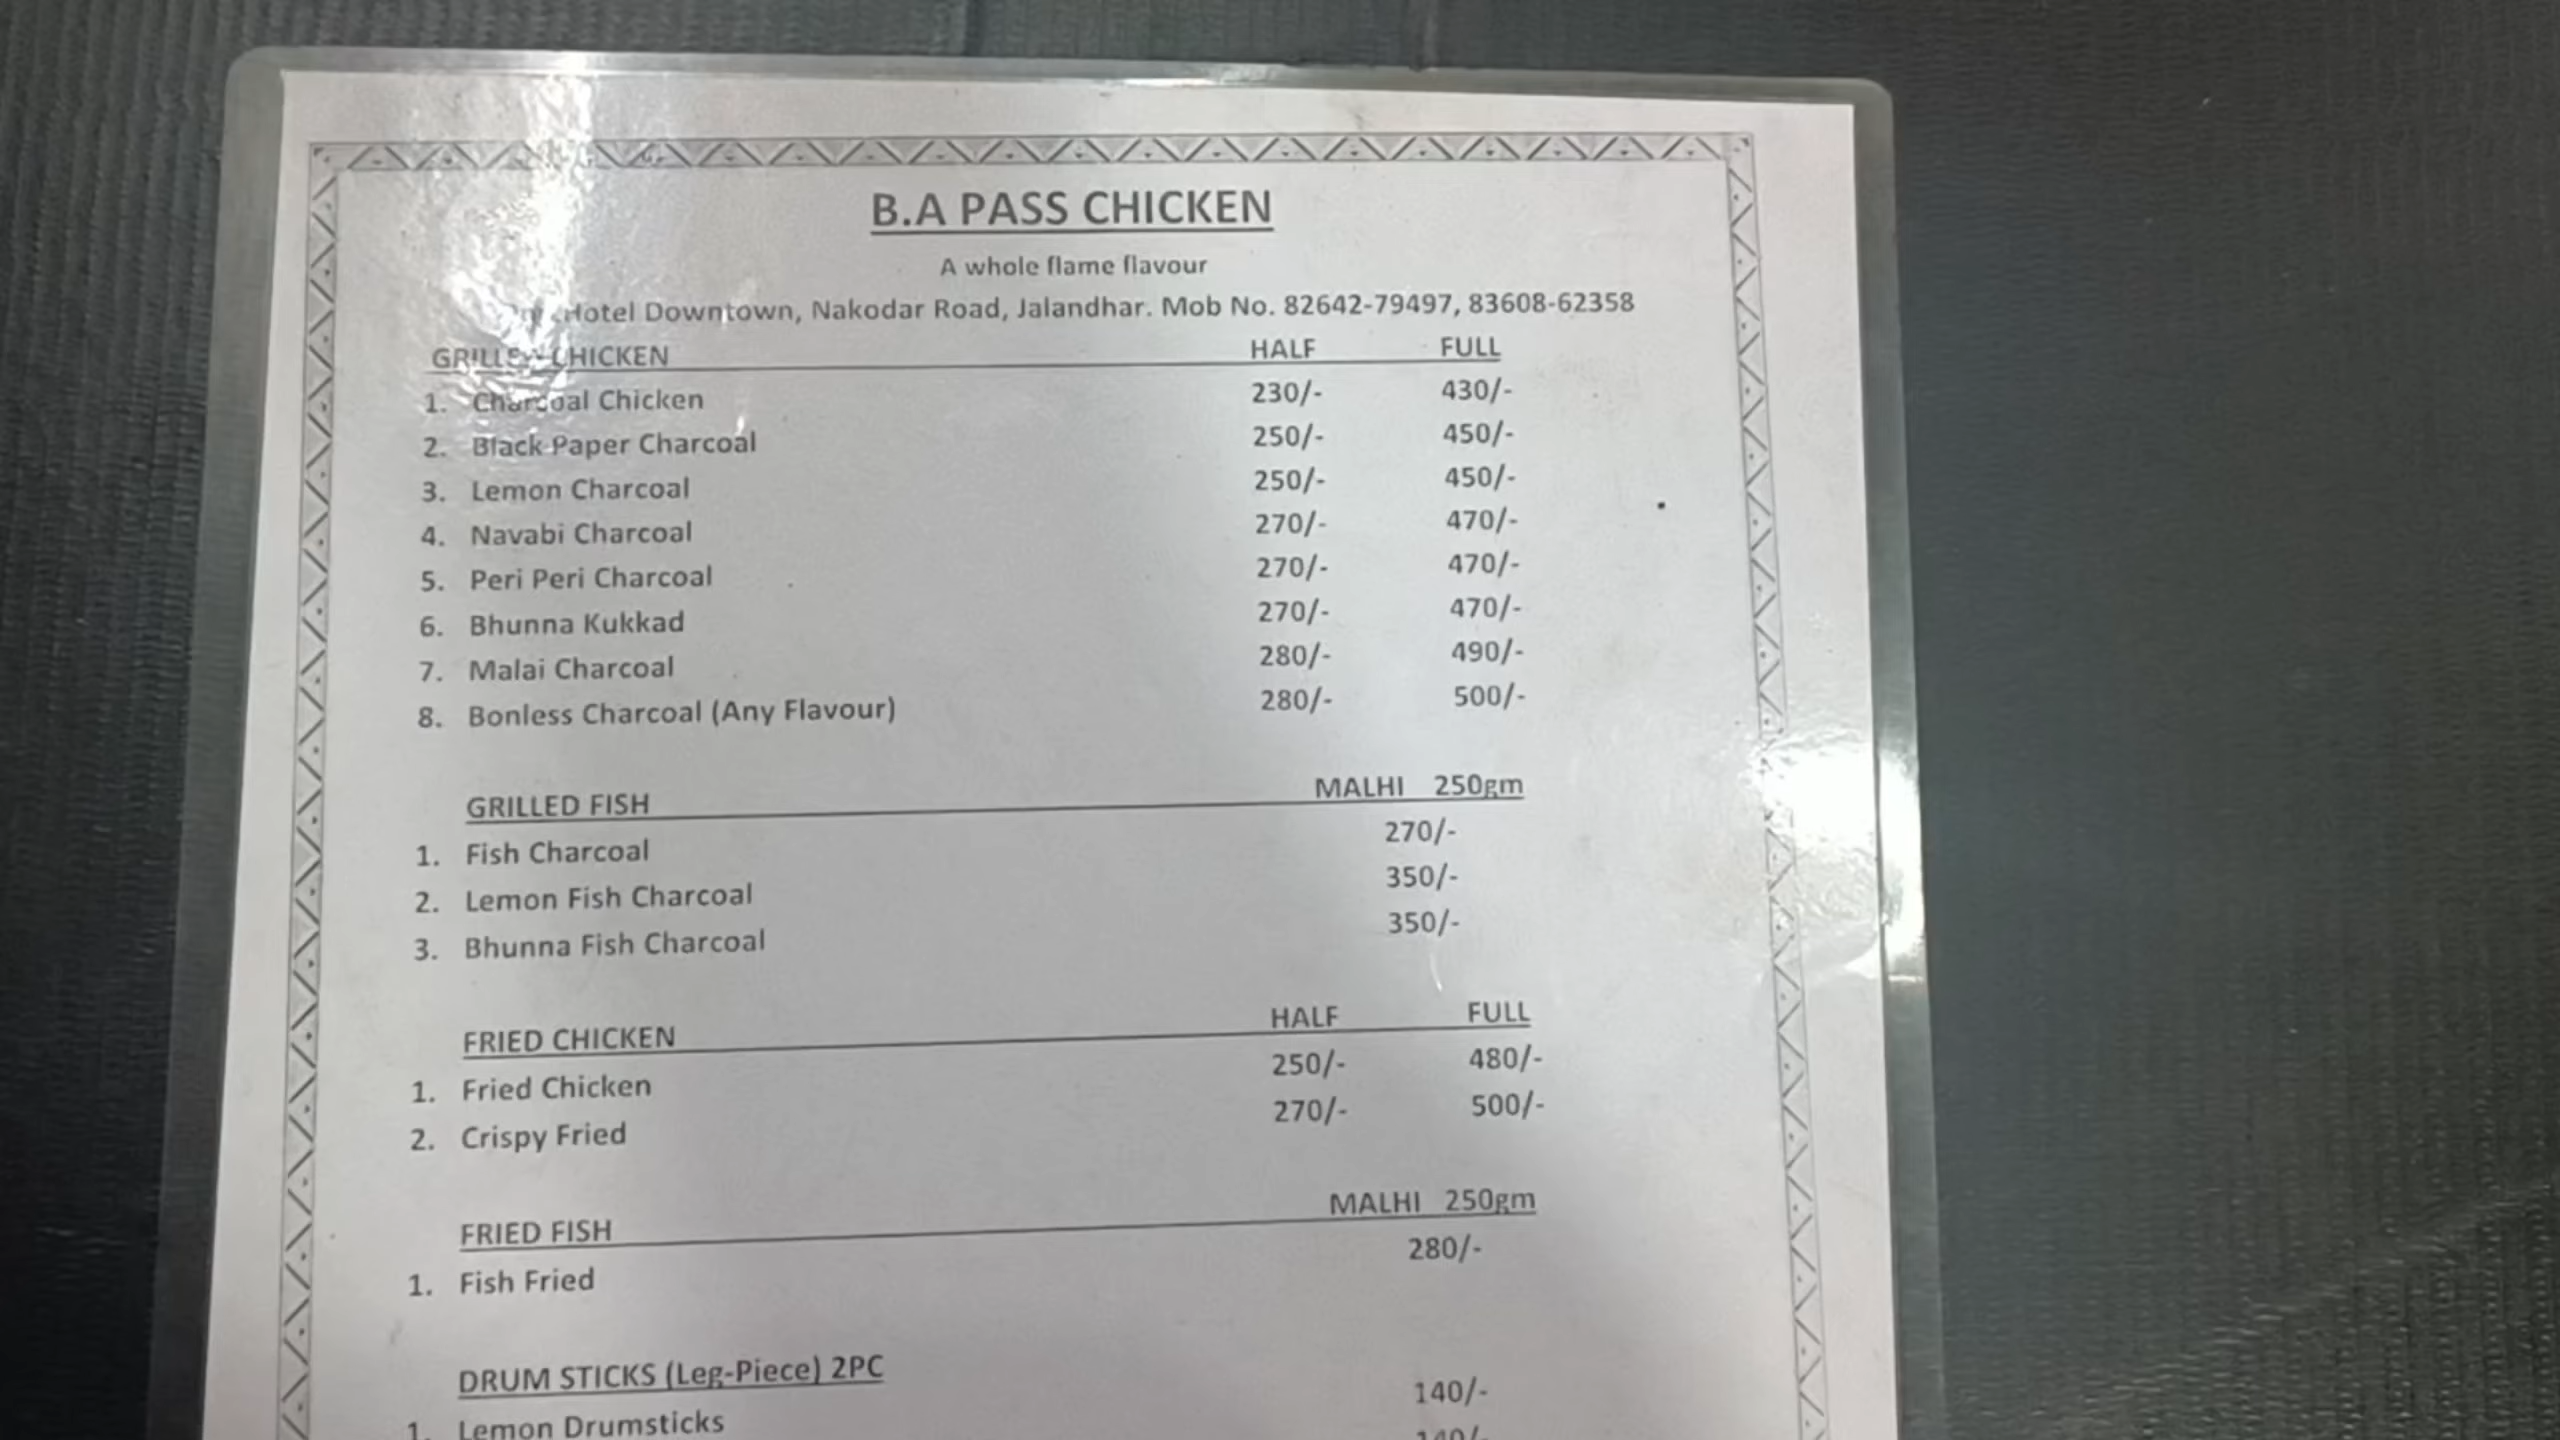 B.A PASS CHICKEN
A whole flame flavour
Hotel Downtown, Nakodar Road, Jalandhar. Mob No. 82642-79497, 83608-62358
GRILLED CHICKEN HALF FULL
1. Charcoal Chicken 230/- 430/-
2. Black Paper Charcoal 250/- 450/-
3. Lemon Charcoal 250/- 450/-
4. Navabi Charcoal 270/- 470/-
5. Peri Peri Charcoal 270/- 470/-
6. Bhunna Kukkad 270/- 470/-
7. Malai Charcoal 280/- 490/-
8. Bonless Charcoal (Any Flavour) 280/- 500/-
GRILLED FISH MALHI 250gm
1. Fish Charcoal 270/-
2. Lemon Fish Charcoal 350/-
3. Bhunna Fish Charcoal 350/-
FRIED CHICKEN HALF FULL
1. Fried Chicken 250/- 480/-
2. Crispy Fried 270/- 500/-
FRIED FISH MALHI 250gm
1. Fish Fried 280/-
DRUM STICKS (Leg-Piece) 2PC
1. Lemon Drumsticks 140/-
140/-